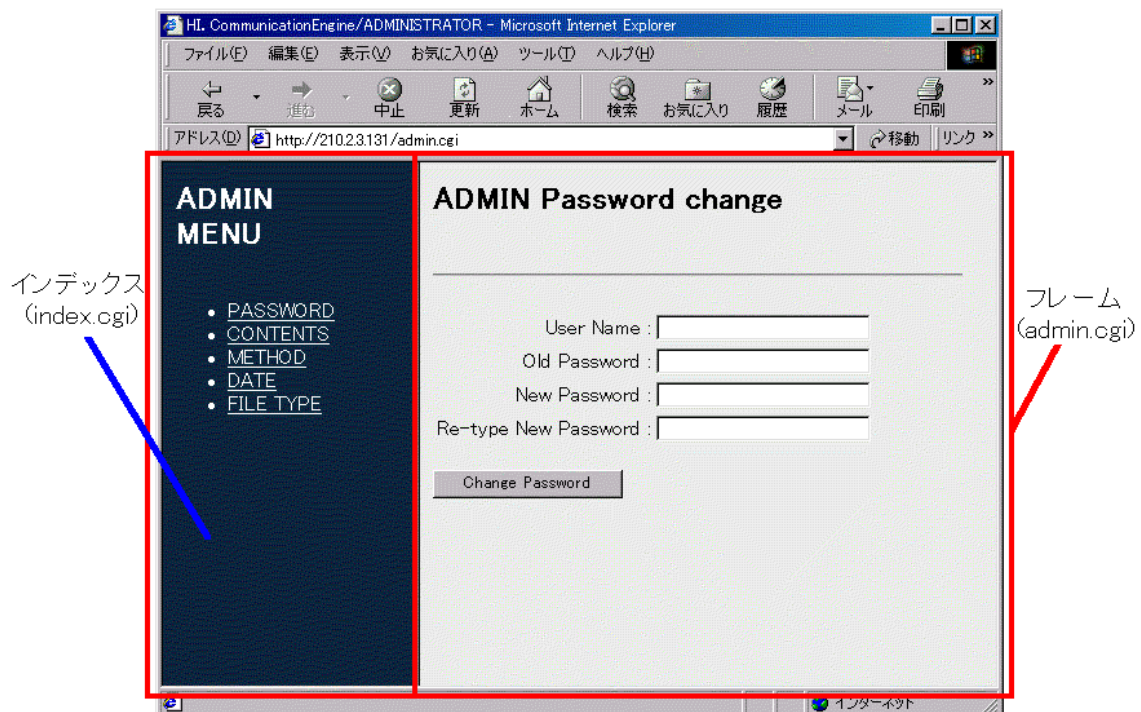 HI. CommunicationEngine/ADMINISTRATOR - Microsoft Internet Explorer
ファイル(F) 編集(E) 表示(V) お気に入り(A) ツール(T) ヘルプ(H)
戻る 進む 中止 更新 ホーム 検索 お気に入り 履歴 メール 印刷 »
アドレス(D) http://210.2.3.131/admin.cgi 移動 リンク »
ADMIN
MENU
PASSWORD
CONTENTS
METHOD
DATE
FILE TYPE
ADMIN Password change
User Name :
Old Password :
New Password :
Re-type New Password :
Change Password
インデックス
(index.cgi)
フレーム
(admin.cgi)
インターネット